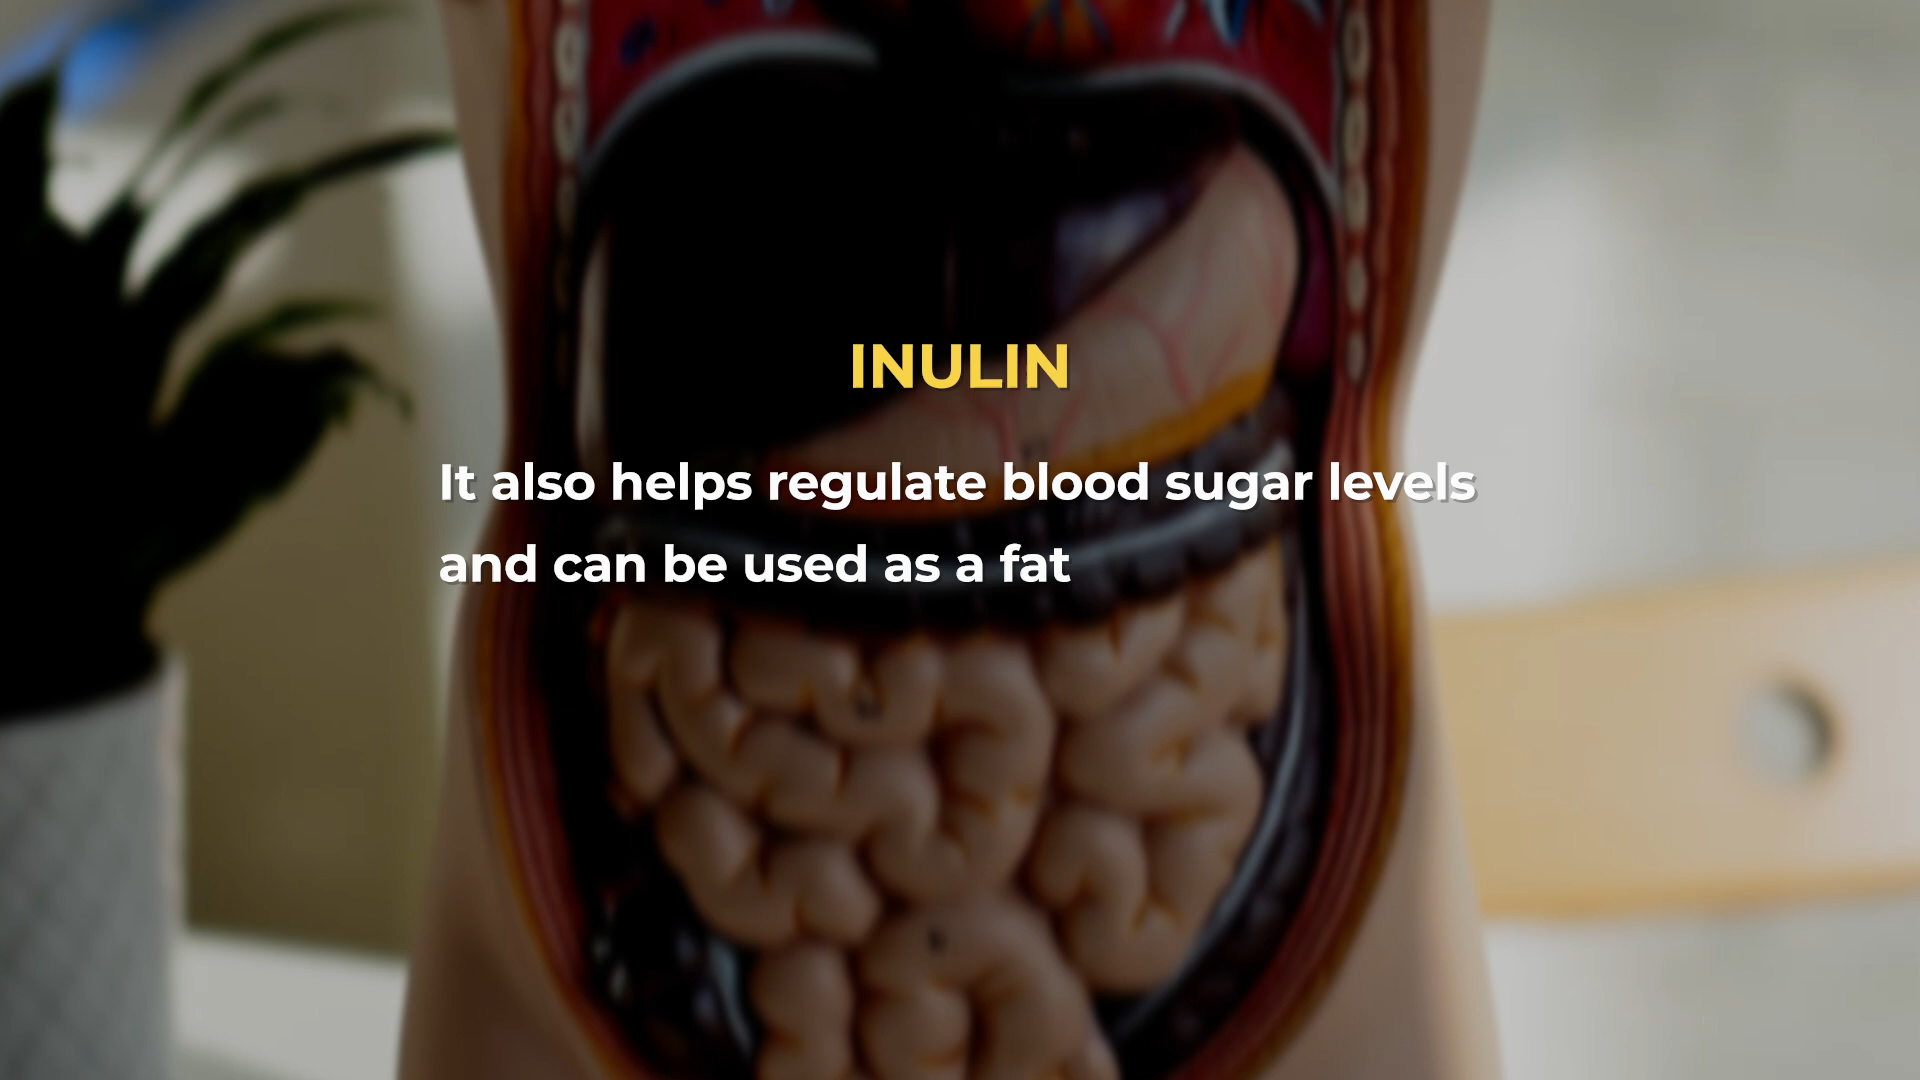 INULIN
It also helps regulate blood sugar levels
and can be used as a fat